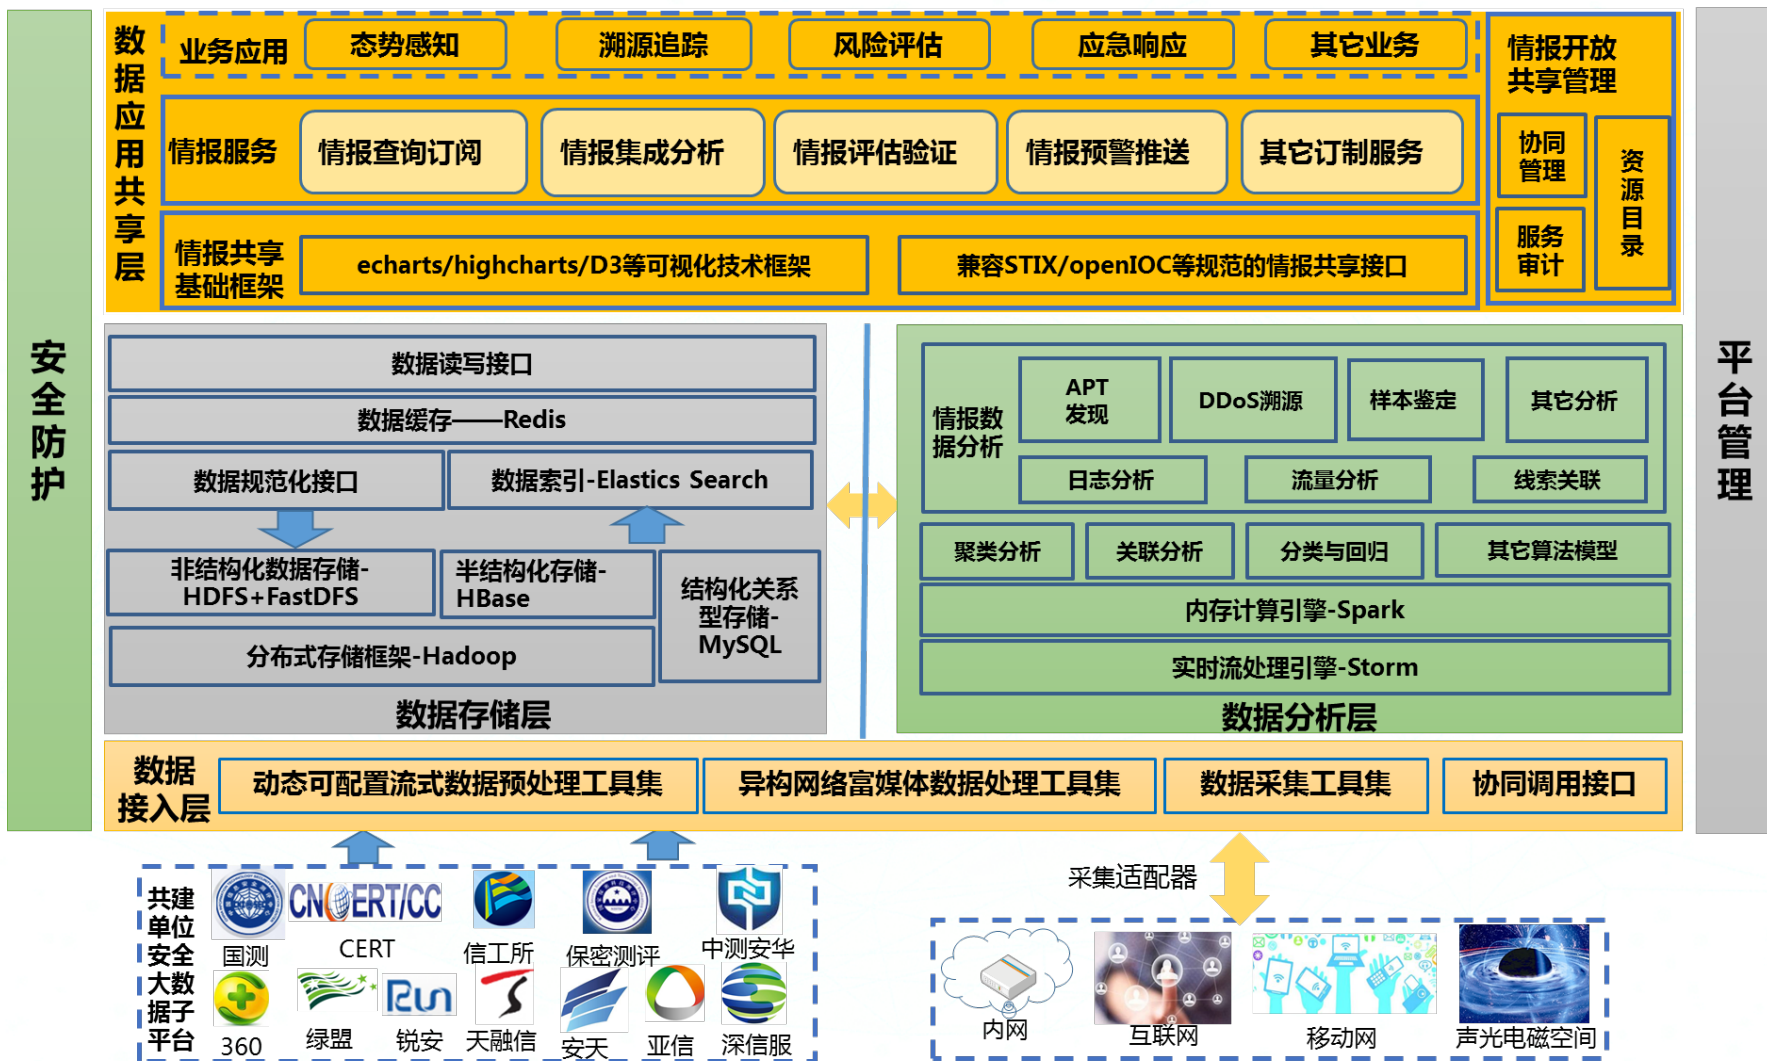 安全防护
数据应用共享层
业务应用
态势感知
溯源追踪
风险评估
应急响应
其它业务
情报服务
情报查询订阅
情报集成分析
情报评估验证
情报预警推送
其它订制服务
情报共享
基础框架
echarts/highcharts/D3等可视化技术框架
兼容STIX/openIOC等规范的情报共享接口
情报开放
共享管理
协同
管理
服务
审计
资源目录
平台管理
数据读写接口
数据缓存——Redis
数据规范化接口
数据索引-Elastics Search
非结构化数据存储-
HDFS+FastDFS
半结构化存储-
HBase
结构化关系
型存储-
MySQL
分布式存储框架-Hadoop
数据存储层
情报数
据分析
APT
发现
DDoS溯源
样本鉴定
其它分析
日志分析
流量分析
线索关联
聚类分析
关联分析
分类与回归
其它算法模型
内存计算引擎-Spark
实时流处理引擎-Storm
数据分析层
数据
接入层
动态可配置流式数据预处理工具集
异构网络富媒体数据处理工具集
数据采集工具集
协同调用接口
采集适配器
共建
单位
安全
大数
据子
平台
国测
CNCERT/CC
CERT
信工所
保密测评
中测安华
360
绿盟
Run
锐安
天融信
安天
亚信
深信服
内网
互联网
移动网
声光电磁空间